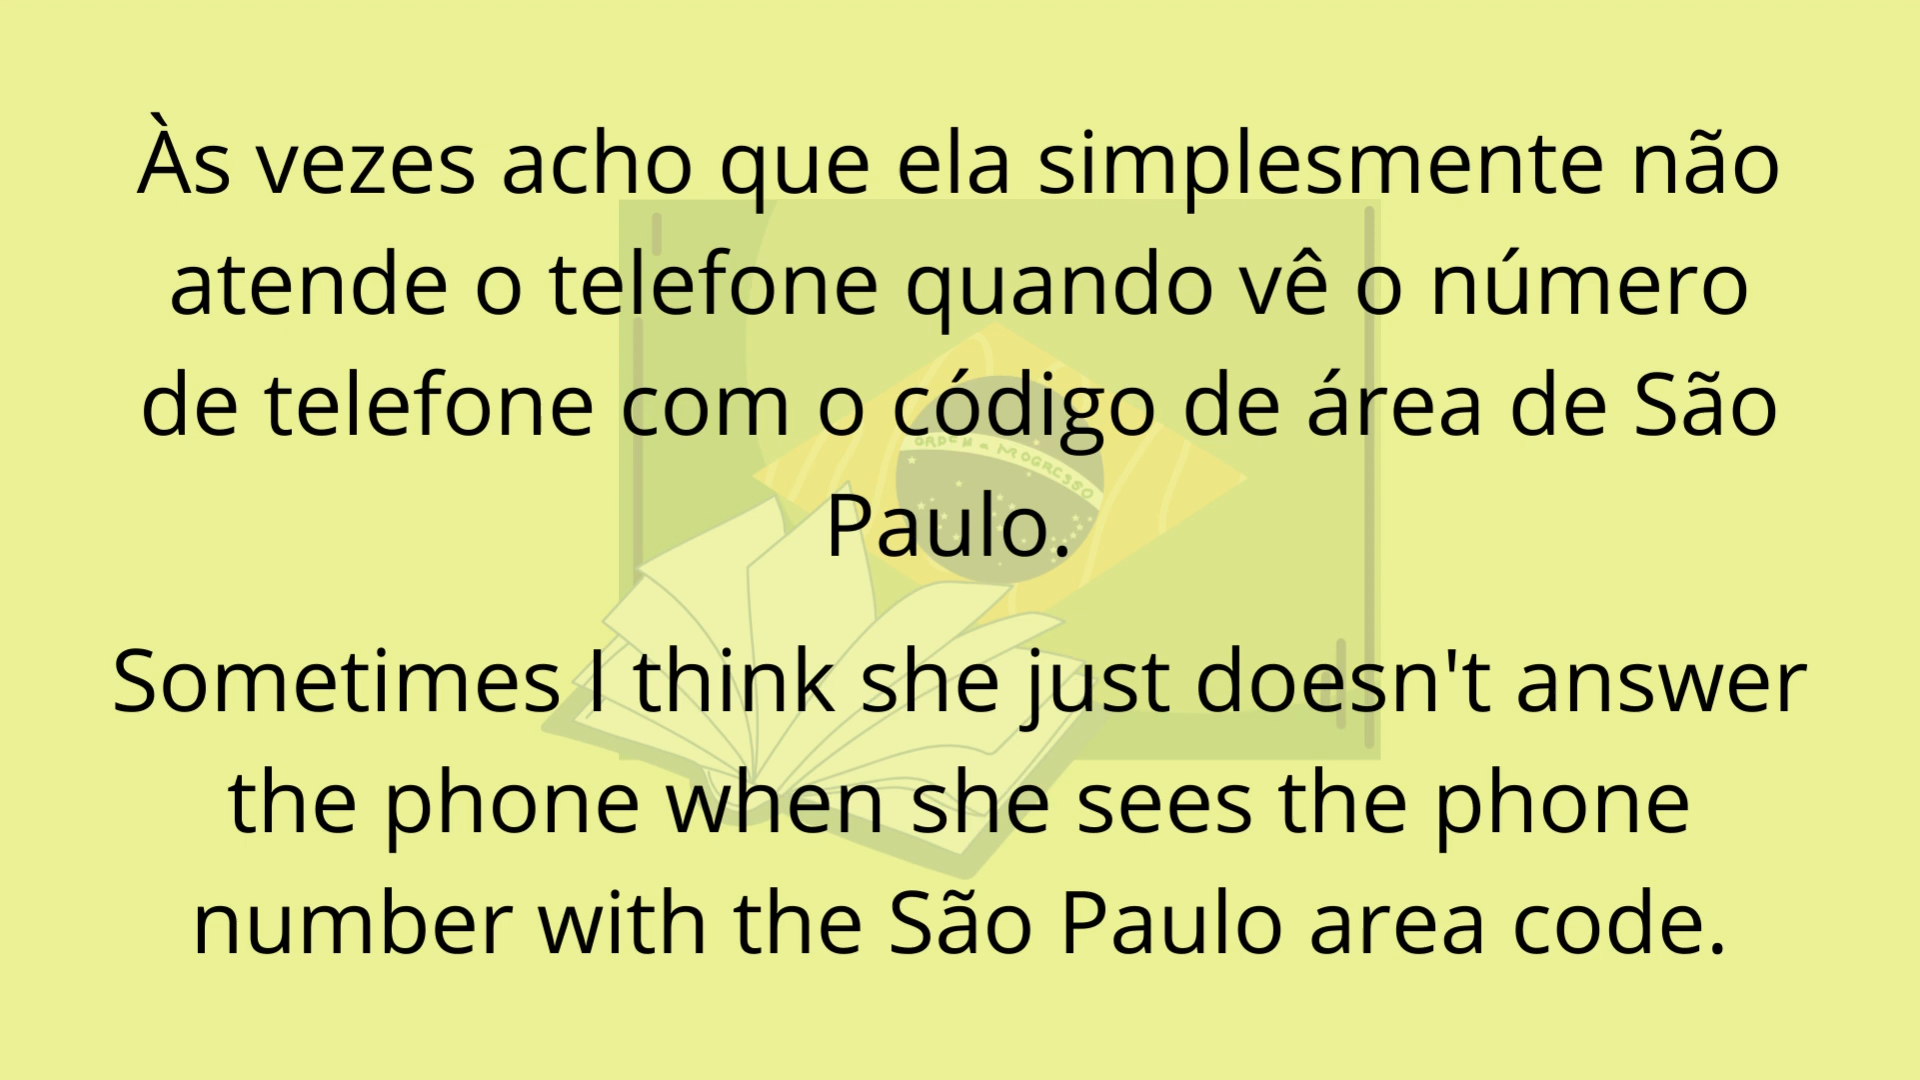 Às vezes acho que ela simplesmente não
atende o telefone quando vê o número
de telefone com o código de área de São
Paulo.
Sometimes I think she just doesn't answer
the phone when she sees the phone
number with the São Paulo area code.